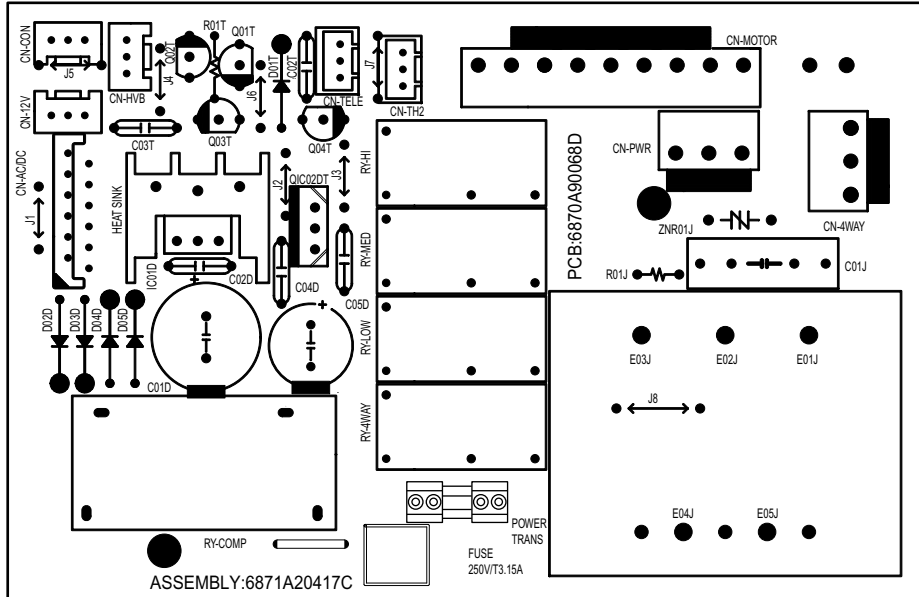 CN-CON
J5
CN-HVB
J4
Q02T
R01T
Q01T
J6
D01T
C02T
CN-TELE
J7
CN-TH2
CN-MOTOR
CN-12V
C03T
Q03T
Q04T
CN-AC/DC
J1
HEAT SINK
J2
QIC02DT
J3
RY-HI
CN-PWR
CN-4WAY
ZNR01J
PCB:6870A90068D
IC01D
C02D
C04D
C05D
RY-MED
R01J
C01J
D02D
D03D
D04D
D05D
C01D
RY-LOW
E03J
E02J
E01J
J8
RY-4WAY
RY-COMP
POWER
TRANS
FUSE
250V/T3.15A
E04J
E05J
ASSEMBLY:6871A20417C